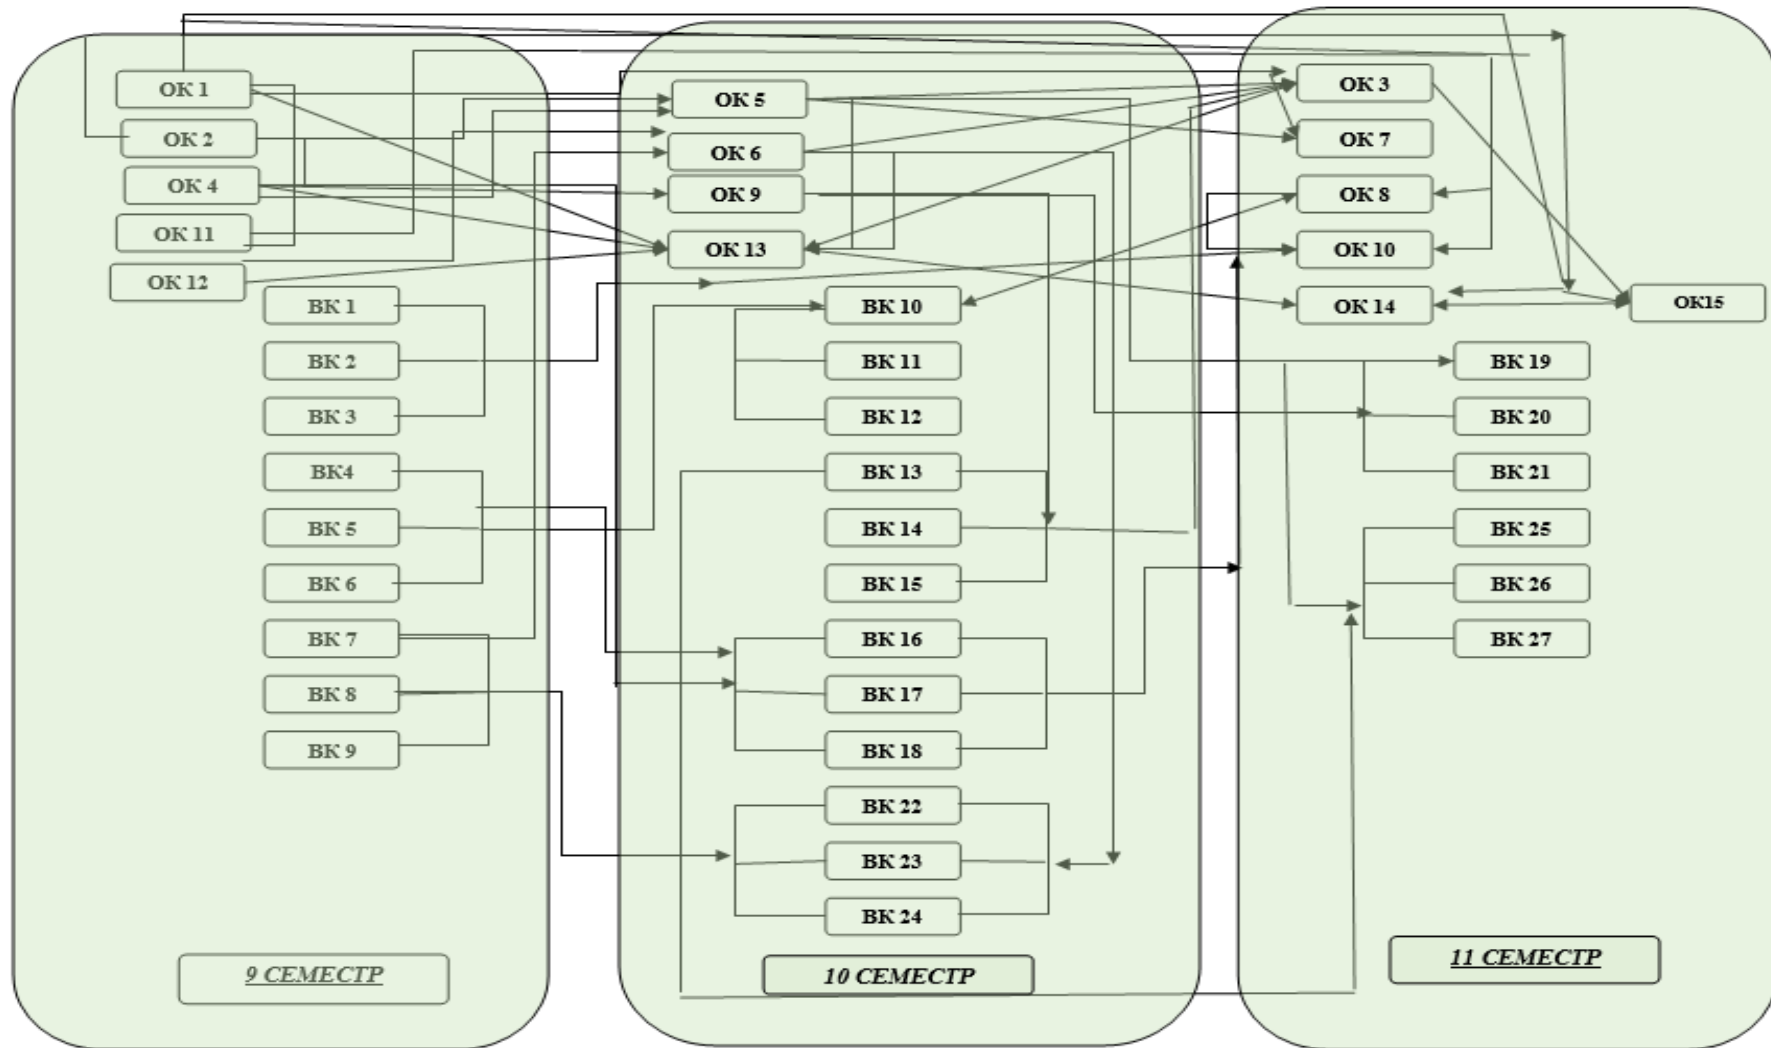 ОК 1
ОК 2
ОК 4
ОК 11
ОК 12
ВК 1
ВК 2
ВК 3
ВК4
ВК 5
ВК 6
ВК 7
ВК 8
ВК 9
9 СЕМЕСТР
ОК 5
ОК 6
ОК 9
ОК 13
ВК 10
ВК 11
ВК 12
ВК 13
ВК 14
ВК 15
ВК 16
ВК 17
ВК 18
ВК 22
ВК 23
ВК 24
10 СЕМЕСТР
ОК 3
ОК 7
ОК 8
ОК 10
ОК 14
ОК15
ВК 19
ВК 20
ВК 21
ВК 25
ВК 26
ВК 27
11 СЕМЕСТР